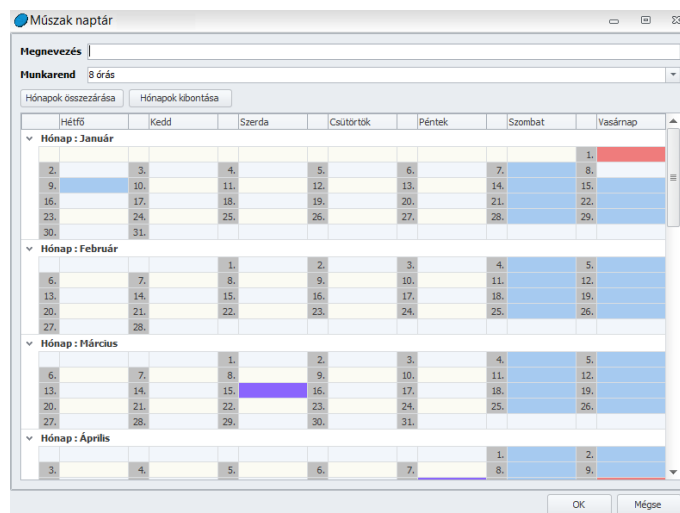 Műszak naptár
Megnevezés
Munkarend 8 órás
Hónapok összezárása Hónapok kibontása
Hétfő Kedd Szerda Csütörtök Péntek Szombat Vasárnap
Hónap : Január
1.
2. 3. 4. 5. 6. 7. 8.
9. 10. 11. 12. 13. 14. 15.
16. 17. 18. 19. 20. 21. 22.
23. 24. 25. 26. 27. 28. 29.
30. 31.
Hónap : Február
1. 2. 3. 4. 5.
6. 7. 8. 9. 10. 11. 12.
13. 14. 15. 16. 17. 18. 19.
20. 21. 22. 23. 24. 25. 26.
27. 28.
Hónap : Március
1. 2. 3. 4. 5.
6. 7. 8. 9. 10. 11. 12.
13. 14. 15. 16. 17. 18. 19.
20. 21. 22. 23. 24. 25. 26.
27. 28. 29. 30. 31.
Hónap : Április
1. 2.
3. 4. 5. 6. 7. 8. 9.
OK Mégse